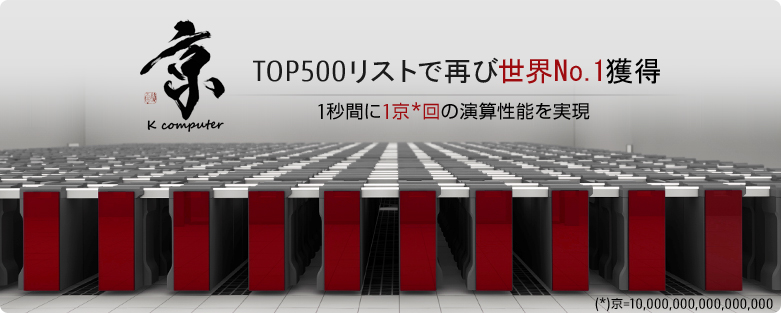 京
K computer
TOP500リストで再び世界No.1獲得
1秒間に1京*回の演算性能を実現
(*)京=10,000,000,000,000,000